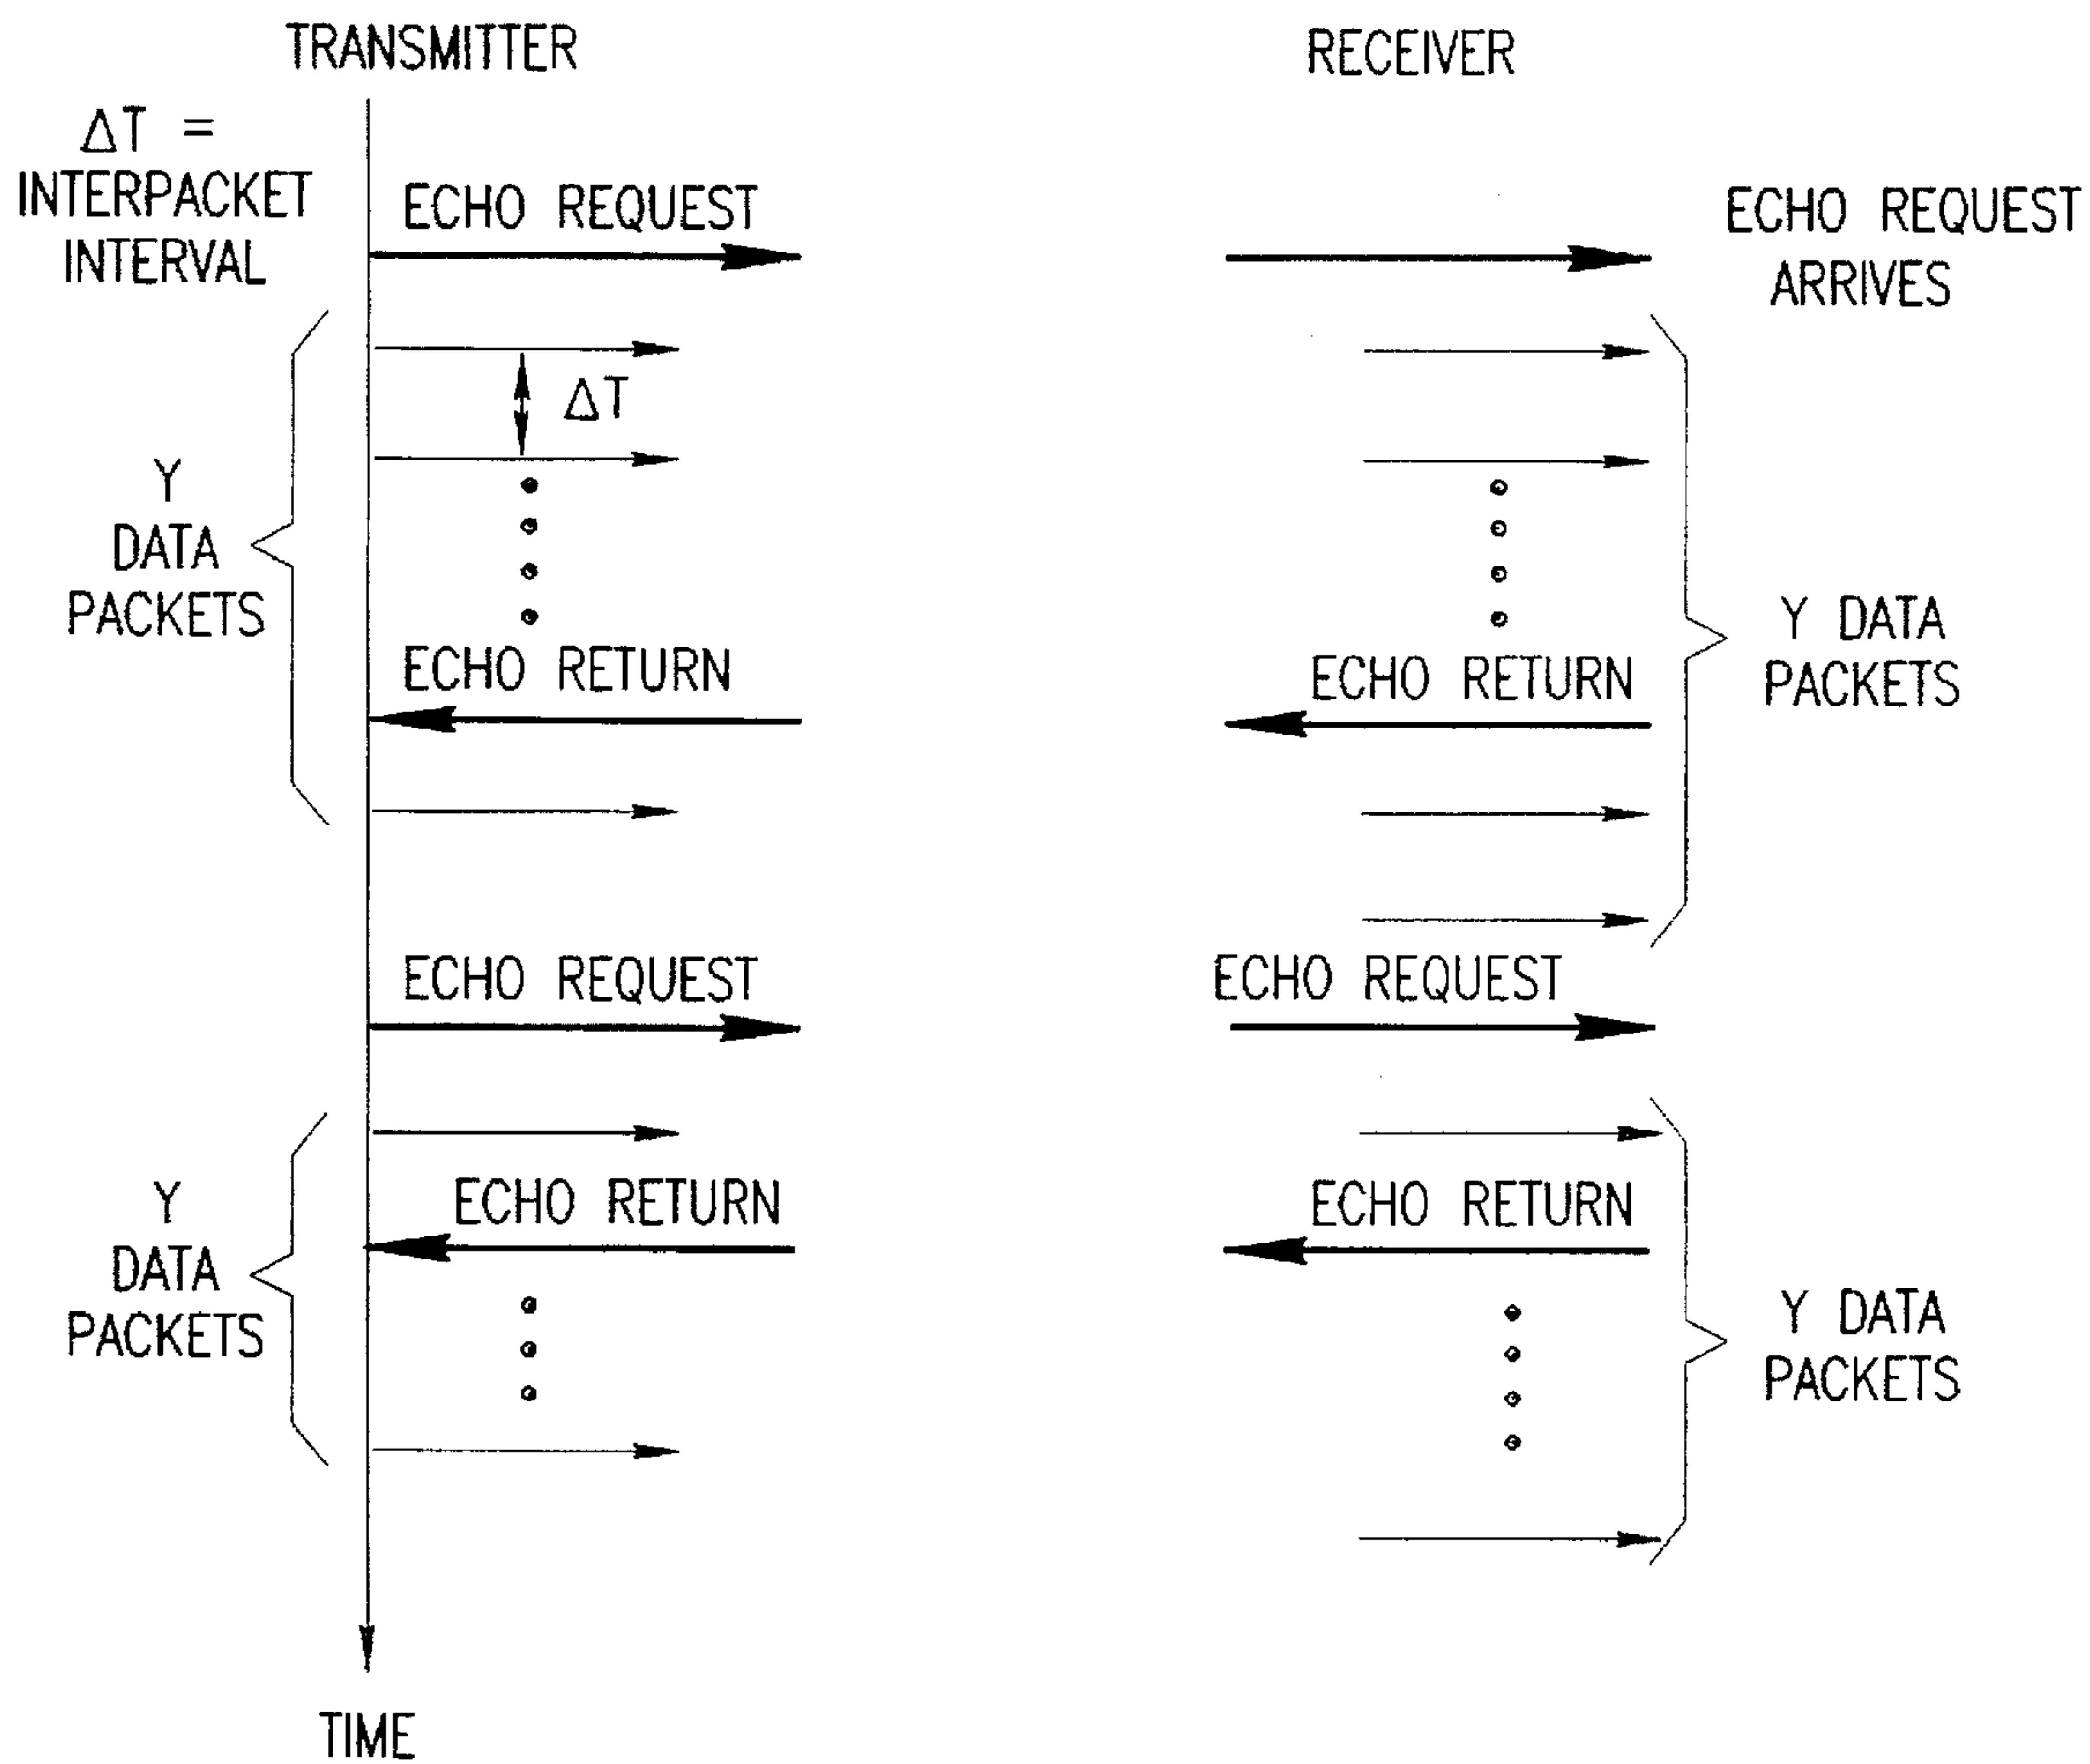 TRANSMITTER
RECEIVER
ΔT =
INTERPACKET
INTERVAL
ECHO REQUEST
ECHO REQUEST
ARRIVES
ΔT
Y
DATA
PACKETS
Y DATA
PACKETS
ECHO RETURN
ECHO RETURN
ECHO REQUEST
ECHO REQUEST
Y
DATA
PACKETS
ECHO RETURN
ECHO RETURN
Y DATA
PACKETS
TIME